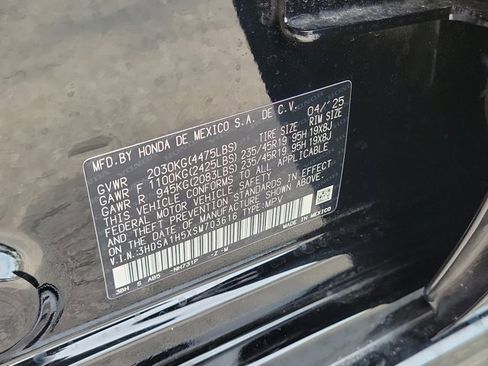 MFD.BY HONDA DE MEXICO S.A. DE C.V. 04/'25
GVWR 2030KG(4475LBS) TIRE SIZE RIM SIZE
GAWR F 1100KG(2425LBS) 235/45R19 95H 19X8J
GAWR R 945KG(2083LBS) 235/45R19 95H 19X8J
THIS VEHICLE CONFORMS TO ALL APPLICABLE
FEDERAL MOTOR VEHICLE SAFETY
AND THEFT PREVENTION STANDARDS IN EFFECT ON
THE DATE OF MANUFACTURE SHOWN ABOVE.
V.I.N.:3HDSA1H5XSM703616 TYPE:MPV
MADE IN MEXICO
3BH S AB5 -NH731P -Z -M